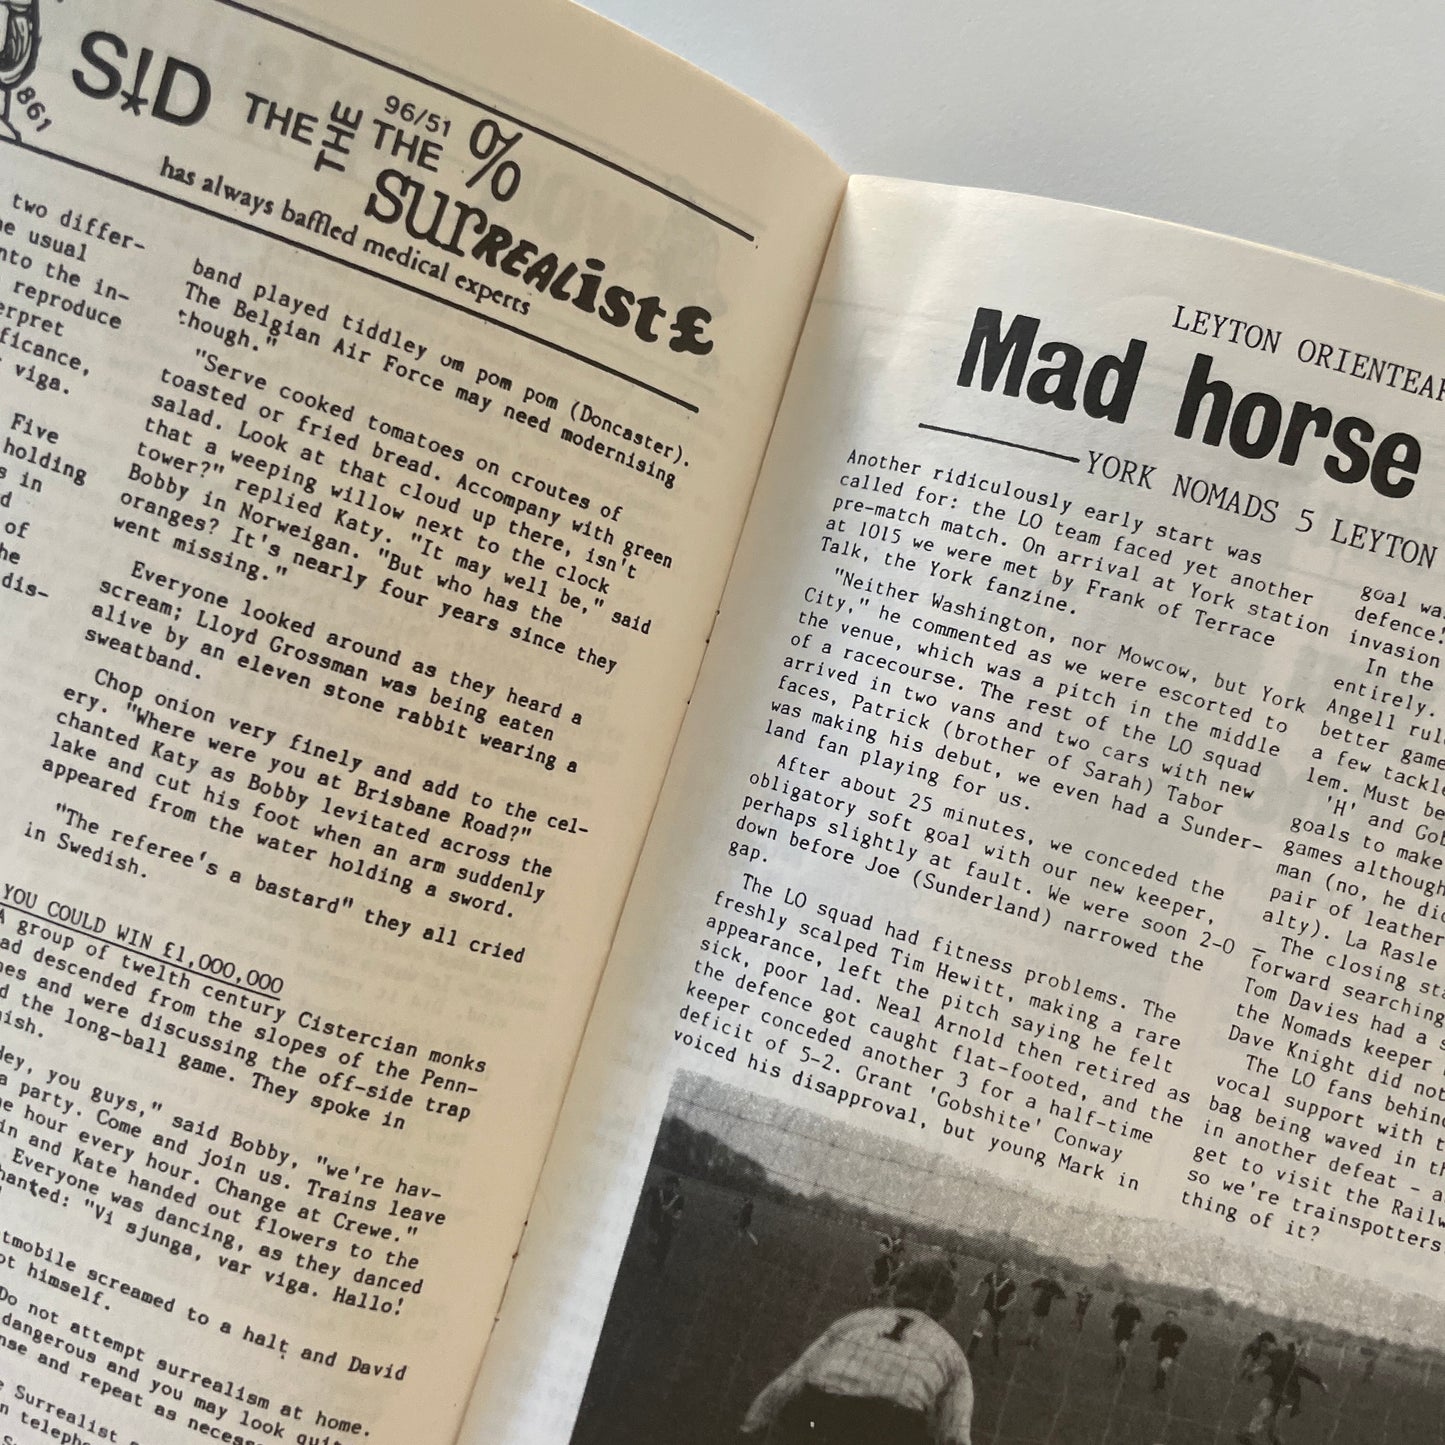 861
S!D THE THE 96/51 THE %
SURREALiSt£
has always baffled medical experts
two differ-
usual
nto the in-
reproduce
erpret
ficance,
viga.
Five
holding
s in
d
of
he
dis-
band played tiddley om pom pom (Doncaster).
The Belgian Air Force may need modernising
though."
"Serve cooked tomatoes on croutes of
toasted or fried bread. Accompany with green
salad. Look at that cloud up there, isn't
that a weeping willow next to the clock
tower?" replied Katy. "It may well be," said
Bobby in Norweigan. "But who has the
oranges? It's nearly four years since they
went missing."
Everyone looked around as they heard a
scream; Lloyd Grossman was being eaten
alive by an eleven stone rabbit wearing a
sweatband.
Chop onion very finely and add to the cel-
ery. "Where were you at Brisbane Road?"
chanted Katy as Bobby levitated across the
lake and cut his foot when an arm suddenly
appeared from the water holding a sword.
"The referee's a bastard" they all cried
in Swedish.
YOU COULD WIN £1,000,000
A group of twelth century Cistercian monks
ad descended from the slopes of the Penn-
nes and were discussing the off-side trap
d the long-ball game. They spoke in
nish.
Hey, you guys," said Bobby, "we're hav-
a party. Come and join us. Trains leave
he hour every hour. Change at Crewe."
in and Kate handed out flowers to the
Everyone was dancing, as they danced
hanted: "Vi sjunga, var viga. Hallo!
"
tmobile screamed to a halt and David
ot himself.
Do not attempt surrealism at home.
dangerous and you may look
nse and repeat as
Surrealist
n
LEYTON ORIENTEAR
Mad horse
YORK NOMADS 5 LEYTON
Another ridiculously early start was
called for: the LO team faced yet another
pre-match match. On arrival at York station
at 1015 we were met by Frank of Terrace
Talk, the York fanzine.
"Neither Washington, nor Mowcow, but York
City," he commented as we were escorted to
the venue, which was a pitch in the middle
of a racecourse. The rest of the LO squad
arrived in two vans and two cars with new
faces, Patrick (brother of Sarah) Tabor
was making his debut, we even had a Sunder-
land fan playing for us.
After about 25 minutes, we conceded the
obligatory soft goal with our new keeper,
perhaps slightly at fault. We were soon 2-0
down before Joe (Sunderland) narrowed the
gap.
The LO squad had fitness problems. The
freshly scalped Tim Hewitt, making a rare
appearance, left the pitch saying he felt
sick, poor lad. Neal Arnold then retired as
the defence got caught flat-footed, and the
keeper conceded another 3 for a half-time
deficit of 5-2. Grant 'Gobshite' Conway
voiced his disapproval, but young Mark in
goal wa
defence'
invasion
In the
entirely.
Angell rul
better game
a few tackle
lem. Must be
'H' and Gob
goals to make
games although
man (no, he did
pair of leather
alty). La Rasle
The closing sta
forward searching
Tom Davies had a s
the Nomads keeper
Dave Knight did not
The LO fans behin
vocal support with t
bag being waved in th
in another defeat - a
get to visit the Railw
so we're trainspotters
thing of it?
1